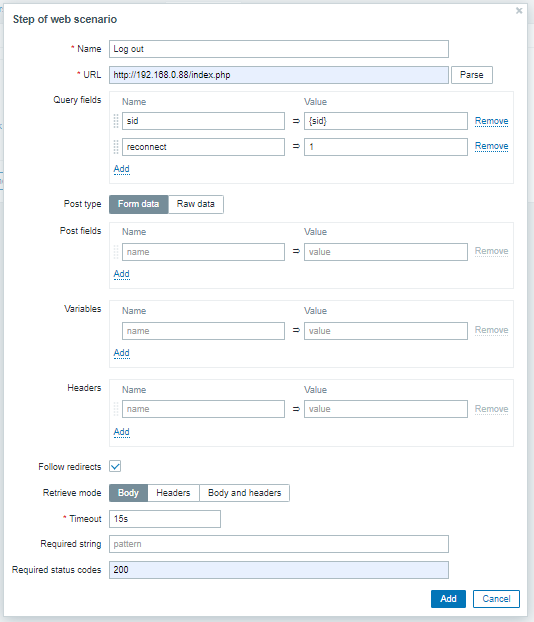 Step of web scenario
* Name Log out
* URL http://192.168.0.88/index.php Parse
Query fields Name Value
sid ⇒ {sid} Remove
reconnect ⇒ 1 Remove
Add
Post type Form data Raw data
Post fields Name Value
name ⇒ value Remove
Add
Variables Name Value
name ⇒ value Remove
Add
Headers Name Value
name ⇒ value Remove
Add
Follow redirects
Retrieve mode Body Headers Body and headers
* Timeout 15s
Required string pattern
Required status codes 200
Add Cancel